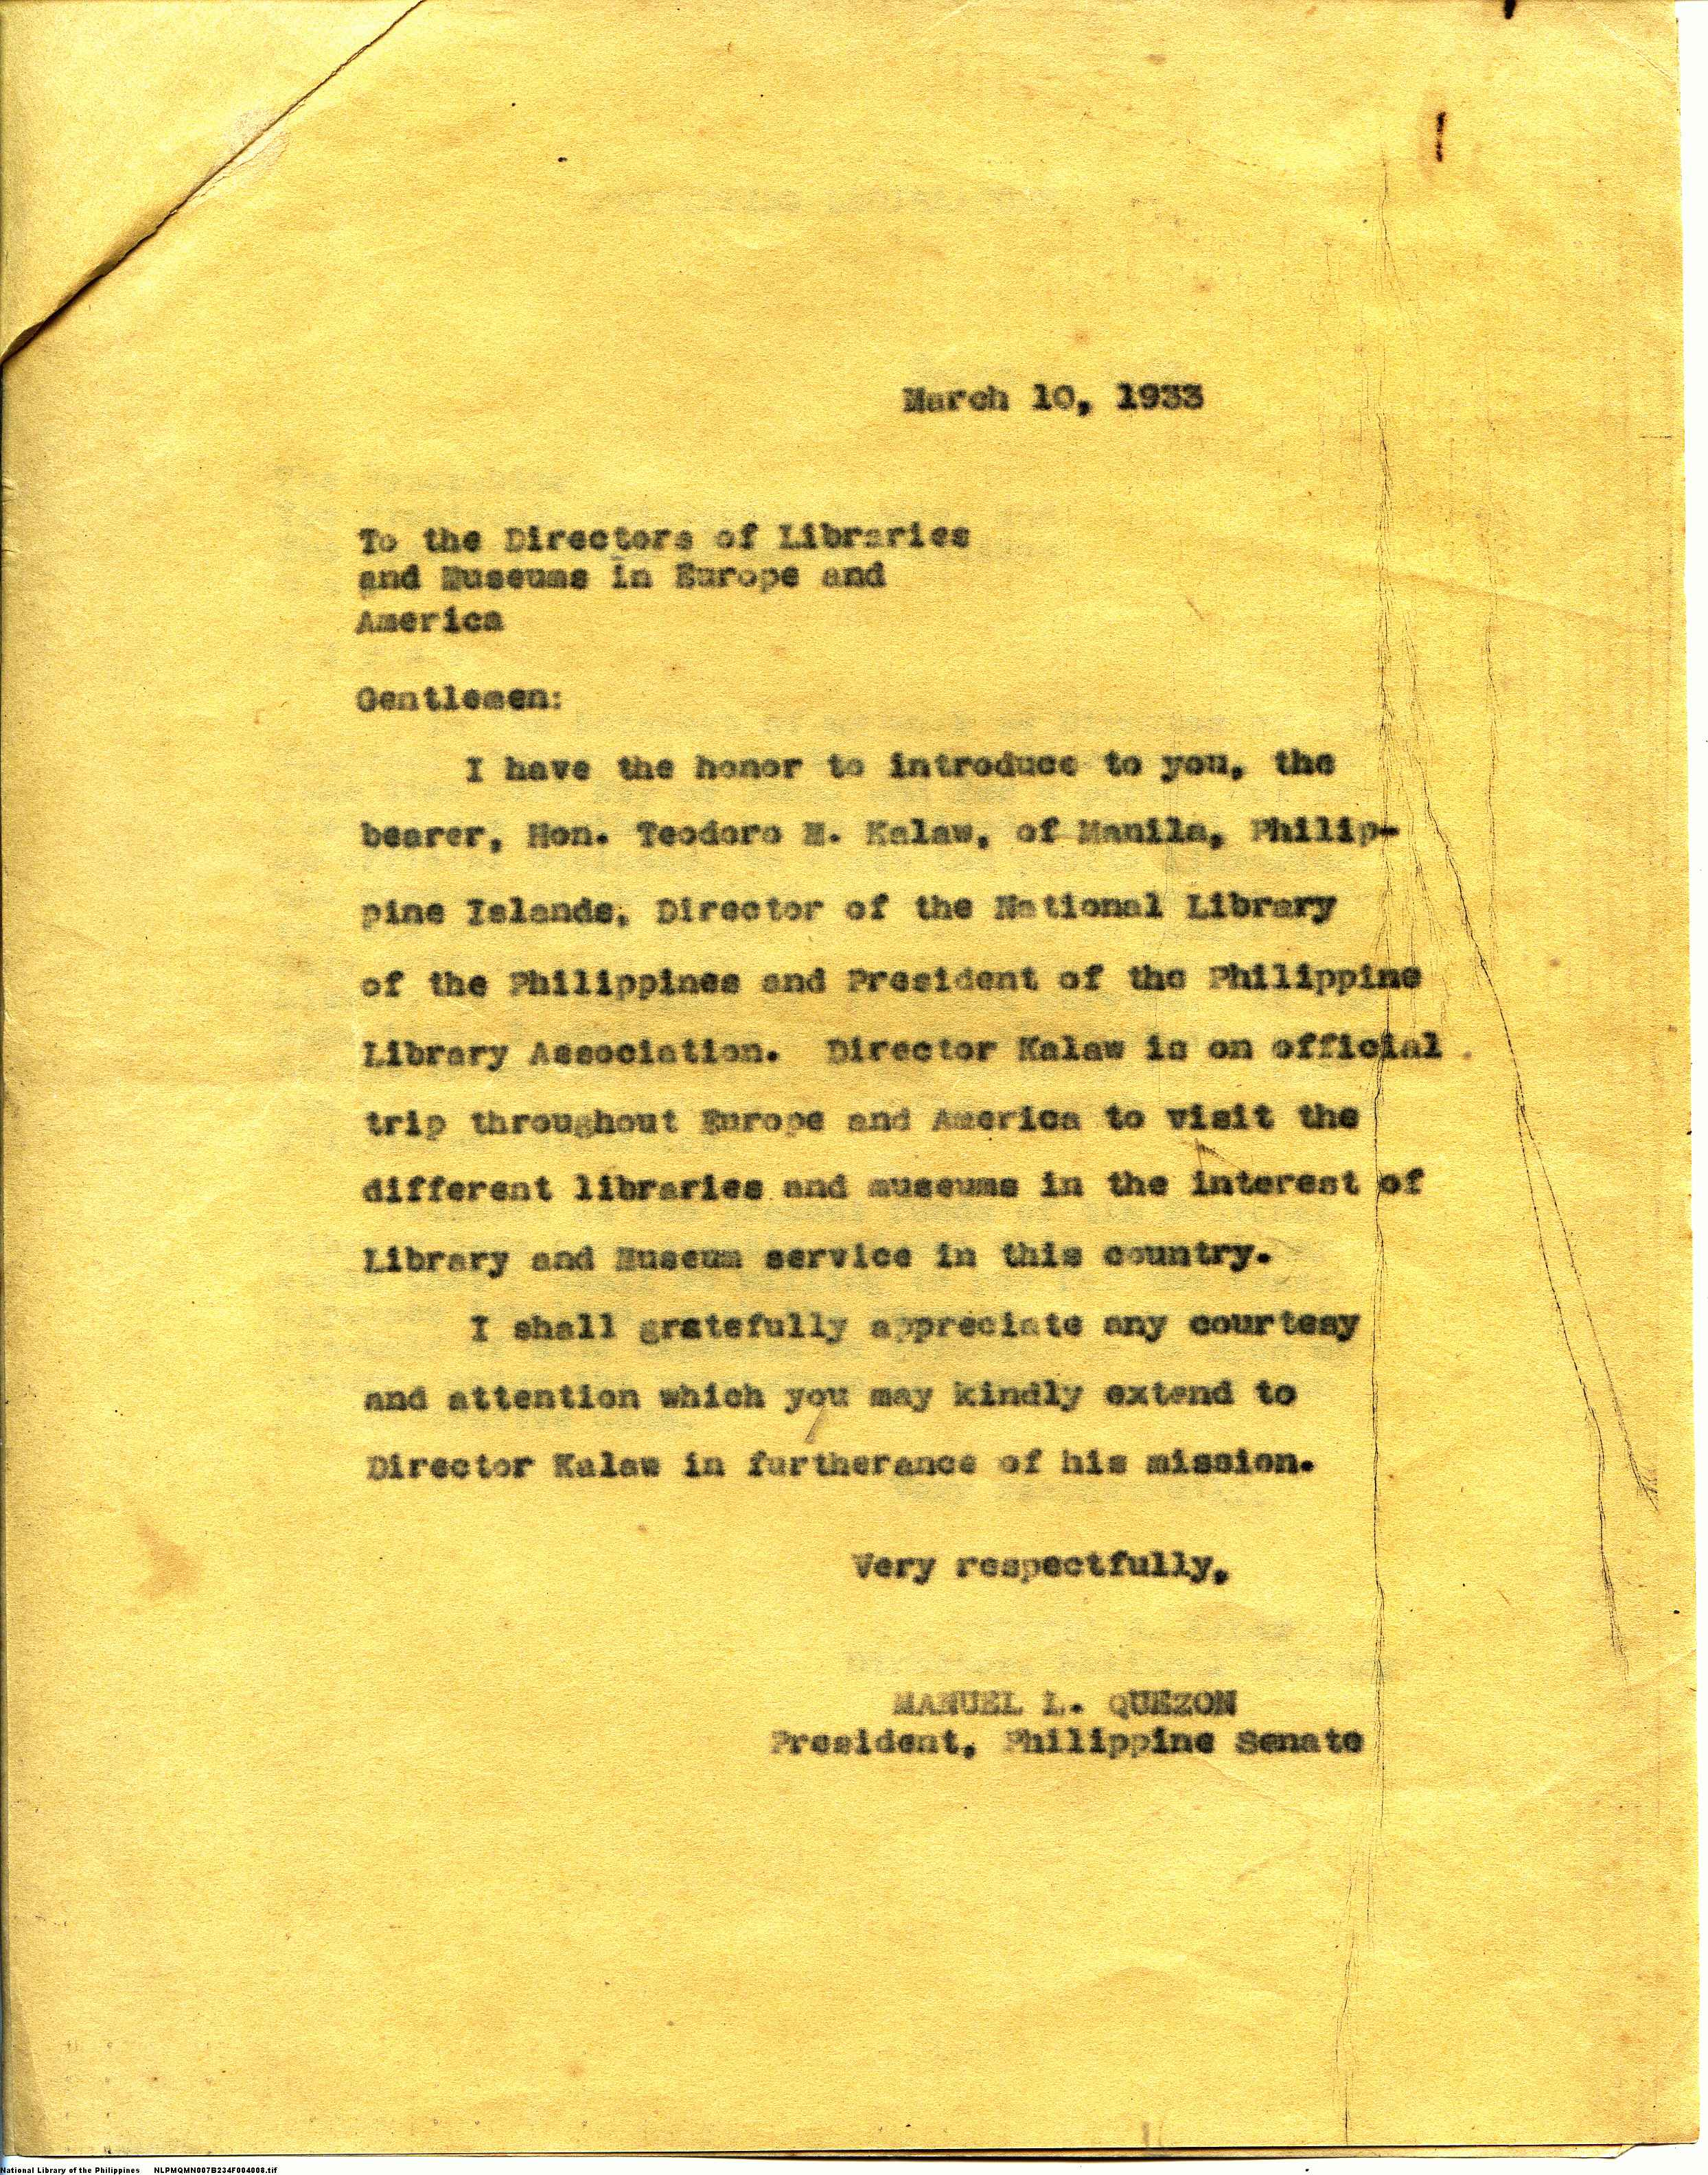 March 10, 1933
To the Directors of Libraries
and Museums in Europe and
America
Gentlemen:
I have the honor to introduce to you, the
bearer, Hon. Teodoro M. Kalaw, of Manila, Philip-
pine Islands, Director of the National Library
of the Philippines and President of the Philippine
Library Association. Director Kalaw is on official
trip throughout Europe and America to visit the
different libraries and museums in the interest of
Library and Museum service in this country.
I shall gratefully appreciate any courtesy
and attention which you may kindly extend to
Director Kalaw in furtherance of his mission.
Very respectfully,
MANUEL L. QUEZON
President, Philippine Senate
National Library of the Philippines NLPMQMN007B234F004008.tif